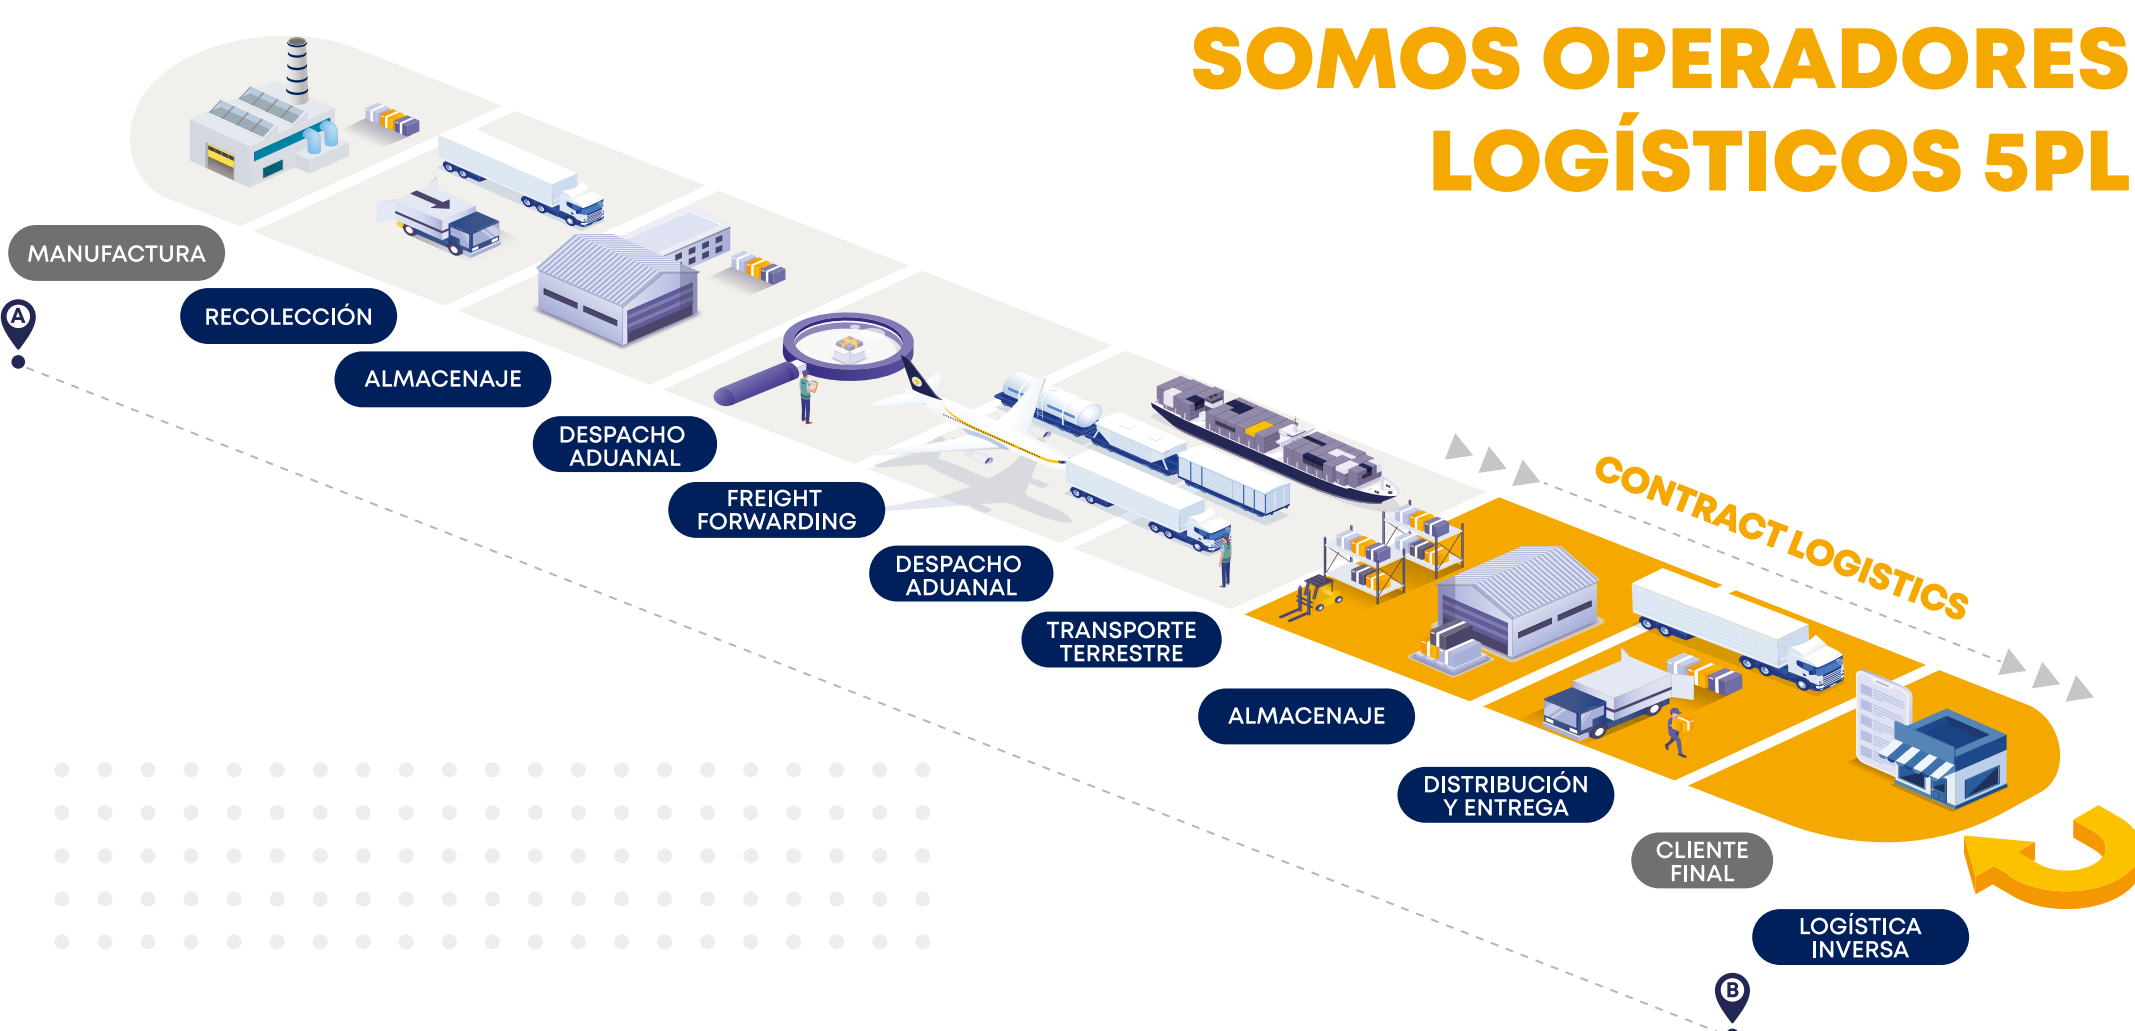 SOMOS OPERADORES
LOGÍSTICOS 5PL
MANUFACTURA
A
RECOLECCIÓN
ALMACENAJE
DESPACHO
ADUANAL
FREIGHT
FORWARDING
DESPACHO
ADUANAL
TRANSPORTE
TERRESTRE
CONTRACT LOGISTICS
ALMACENAJE
DISTRIBUCIÓN
Y ENTREGA
CLIENTE
FINAL
LOGÍSTICA
INVERSA
B